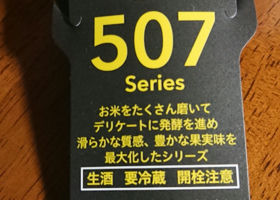 507
Series
お米をたくさん磨いて
デリケートに発酵を進め
滑らかな質感、豊かな果実味を
最大化したシリーズ
生酒 要冷蔵 開栓注意